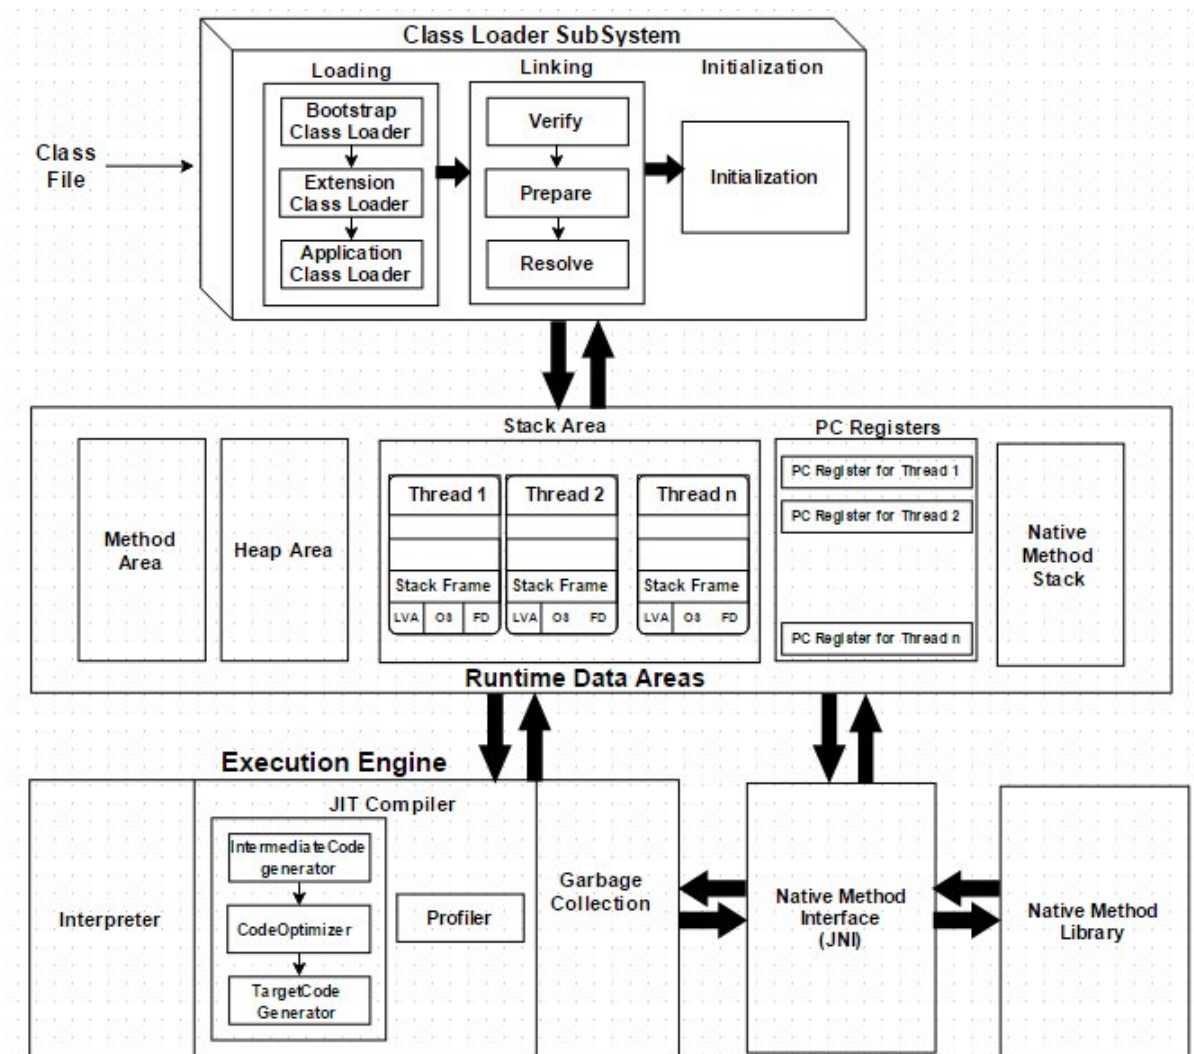 Class Loader SubSystem
Loading
Linking
Initialization
Class
File
Bootstrap
Class Loader
Extension
Class Loader
Application
Class Loader
Verify
Prepare
Resolve
Initialization
Stack Area
PC Registers
Method
Area
Heap Area
Thread 1
Thread 2
Thread n
Stack Frame
Stack Frame
Stack Frame
LVA OS FD
LVA OS FD
LVA OS FD
PC Register for Thread 1
PC Register for Thread 2
PC Register for Thread n
Native
Method
Stack
Runtime Data Areas
Execution Engine
Interpreter
JIT Compiler
IntermediateCode
generator
CodeOptimizer
TargetCode
Generator
Profiler
Garbage
Collection
Native Method
Interface
(JNI)
Native Method
Library